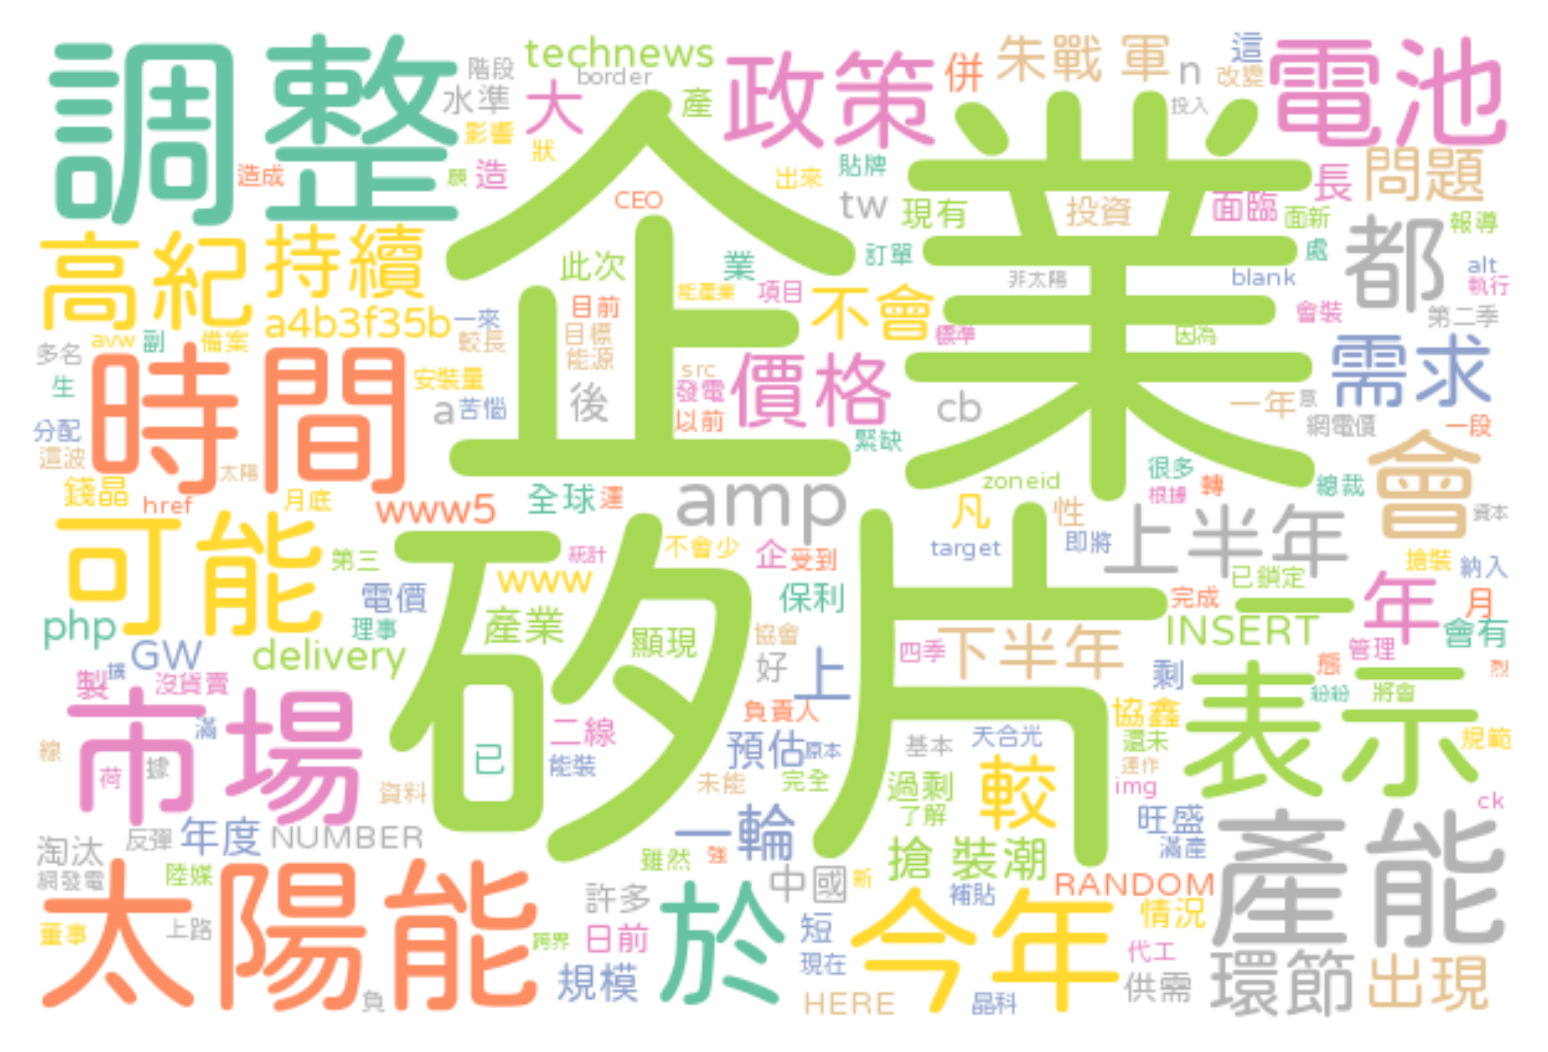 調整
階段
technews
border
水準
大
產
政策
併
朱戰 軍
n
這
改變
電池
投入
影響
狀
造成
願
造
CEO
出來
貼牌
tw
現有
投資
面臨
面新
長
問題
報導
企業
高紀
持續
此次
業
訂單
處
都
alt
執行
能產業
項目
非太陽
blank
a4b3f35b
一來
目前
不會
會裝
第二季
avw
副
備案
較長
目標
標準
因為
多名
能源
需求
生
時間
安裝量
src
發電
價格
a
苦惱
後
以前
cb
一年
意
網電價
一段
分配
這波
太陽
緊缺
很多
會
錢晶
href
月底
www5
全球
運
amp
zoneid
根據
轉
總裁
凡
性
資本
可能
第三
統計
不會少
企
受到
target
即將
上半年
搶裝
納入
www
電價
保利
已鎖定
完成
一
年
月
php
理事
產業
顯現
協會
INSERT
會有
GW
delivery
矽片
好
上
四季
下半年
剩
態
管理
烈
製
擴
沒貨賣
紛紛
將會
市場
滿
二線
負責人
協鑫
表示
線
荷
據
已
能裝
預估
原本
基本
天合光
還未
規範
資料
未能
完全
過剩
較
運作
img
ck
年度
NUMBER
一輪
了解
旺盛
淘汰
反彈
雖然
強
搶 裝潮
滿產
產能
網發電
陸媒
中國
新
補貼
RANDOM
太陽能
許多
情況
董事
上路
跨界
日前
於
短
今年
代工
負
規模
現在
HERE
晶科
供需
環節
出現